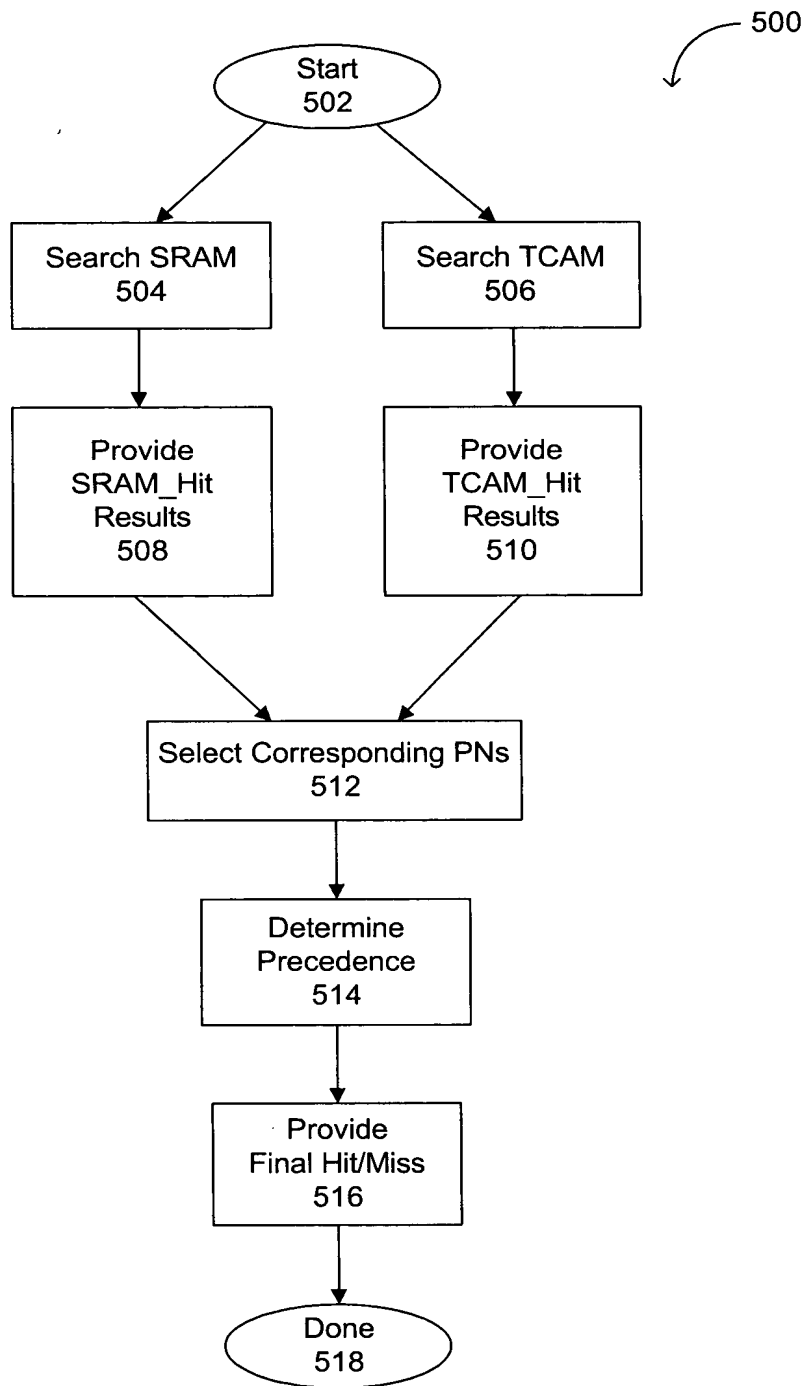 500
Start
502
Search SRAM
504
Search TCAM
506
Provide
SRAM_Hit
Results
508
Provide
TCAM_Hit
Results
510
Select Corresponding PNs
512
Determine
Precedence
514
Provide
Final Hit/Miss
516
Done
518